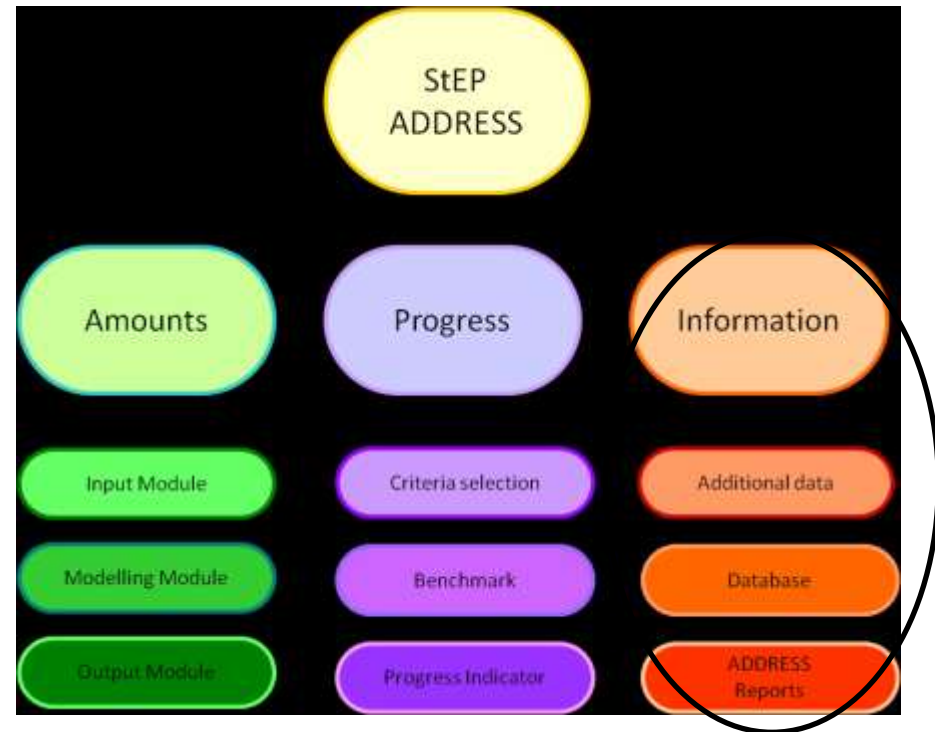 StEP
ADDRESS
Amounts
Progress
Information
Input Module
Criteria selection
Additional data
Modelling Module
Benchmark
Database
Output Module
Progress Indicator
ADDRESS
Reports